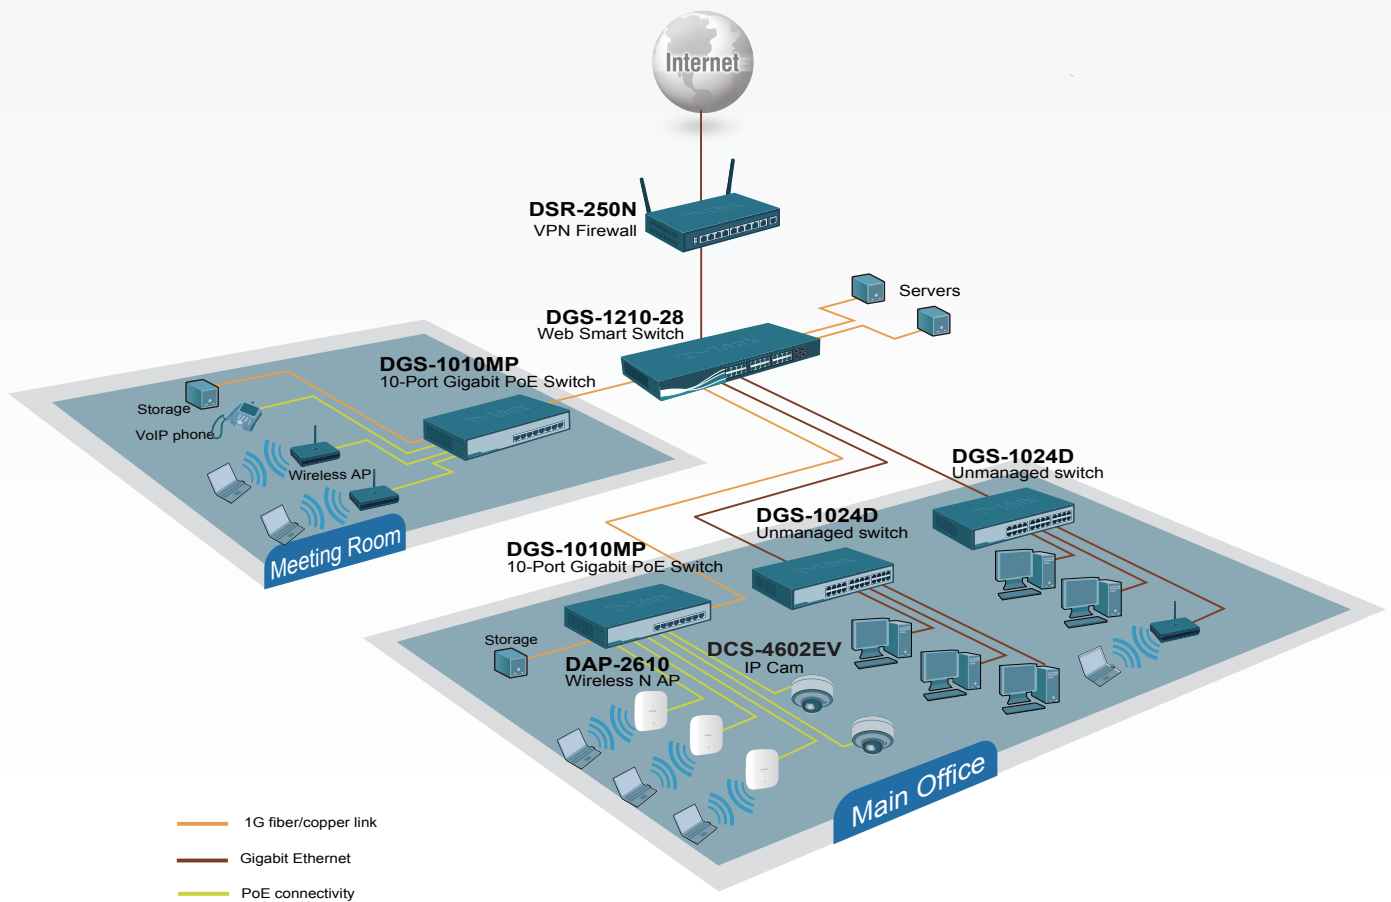 Internet
DSR-250N
VPN Firewall
Servers
DGS-1210-28
Web Smart Switch
DGS-1010MP
10-Port Gigabit PoE Switch
Storage
VoIP phone
Wireless AP
Meeting Room
DGS-1024D
Unmanaged switch
DGS-1024D
Unmanaged switch
DGS-1010MP
10-Port Gigabit PoE Switch
Storage
DAP-2610
Wireless N AP
DCS-4602EV
IP Cam
Main Office
1G fiber/copper link
Gigabit Ethernet
PoE connectivity